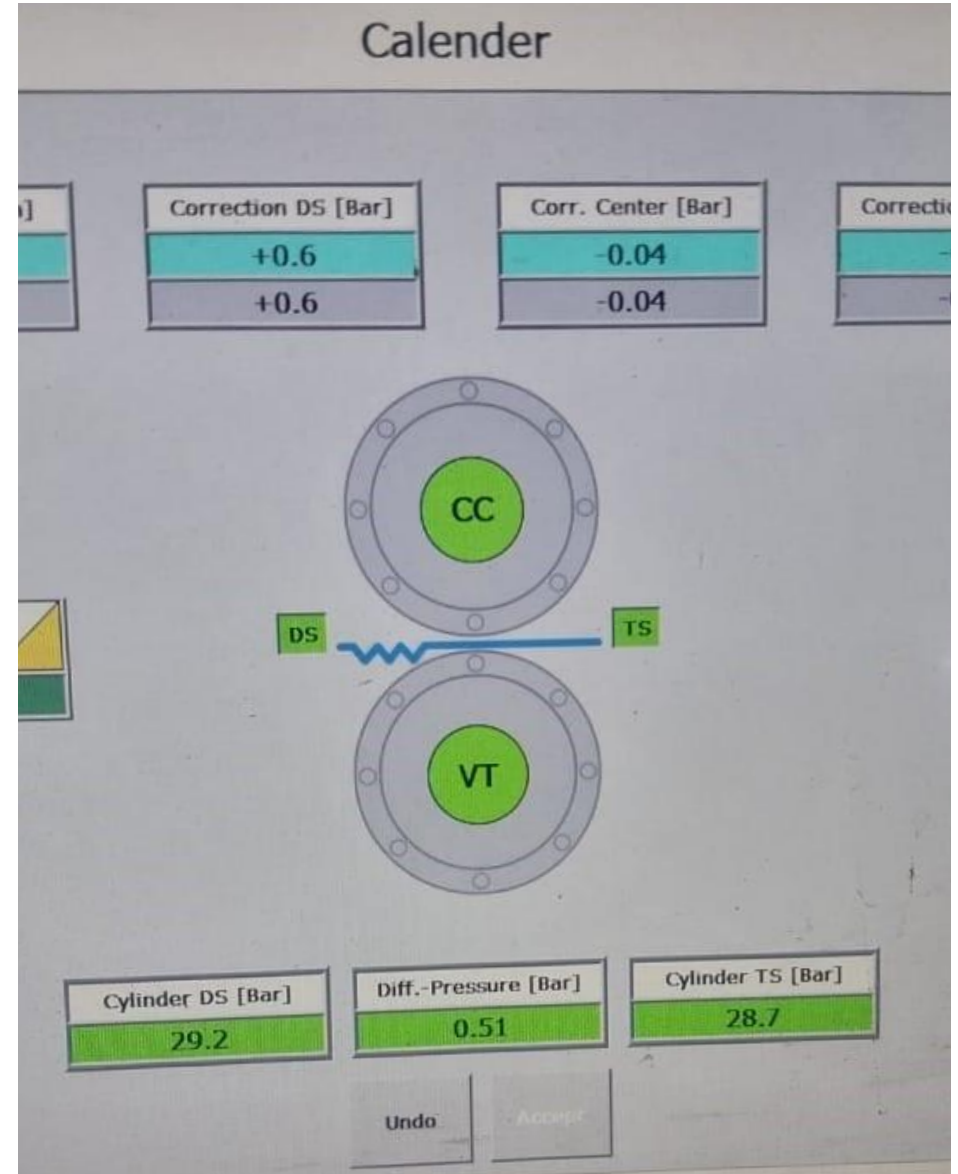 Calender
Correction DS [Bar]
+0.6
+0.6
Corr. Center [Bar]
-0.04
-0.04
CC
DS
TS
VT
Cylinder DS [Bar]
29.2
Diff.-Pressure [Bar]
0.51
Cylinder TS [Bar]
28.7
Undo
Accept